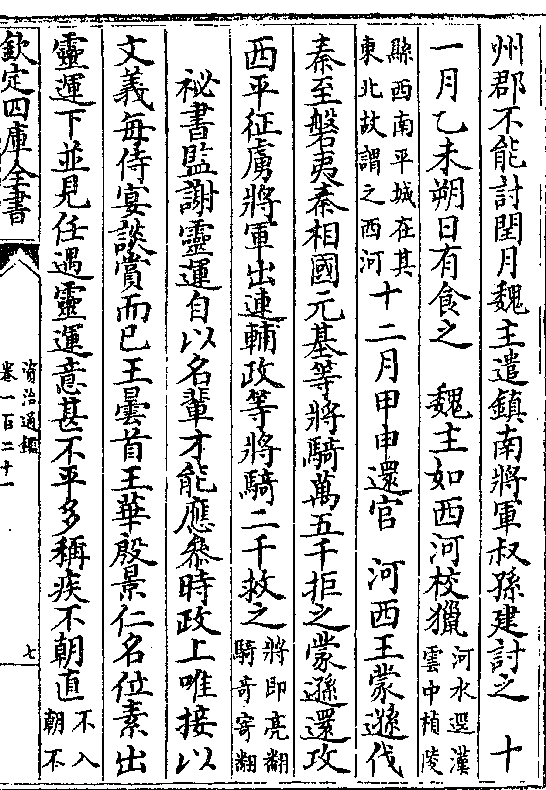 州郡不能討閏月魏主遣鎮南將軍叔孫建討之　十
一月乙未朔日有食之　魏主如西河校獵河水逕漢雲中楨陵
縣西南平城在其東北故謂之西河十二月甲申還官　河西王蒙遜伐
秦至磐夷秦相國元基等將騎萬五千拒之蒙遜還攻
西平征虜將軍出連輔政等將騎二千救之將即亮翻騎奇寄翻
秘書監謝靈運自以名輩才能應參時政上唯接以
文義每侍宴談賞而已王曇首王華殷景仁名位素出
靈運下並見任遇靈運意甚不平多稱疾不朝直不入朝不
欽定四庫全書
資治通鑑
卷一百二十一
七